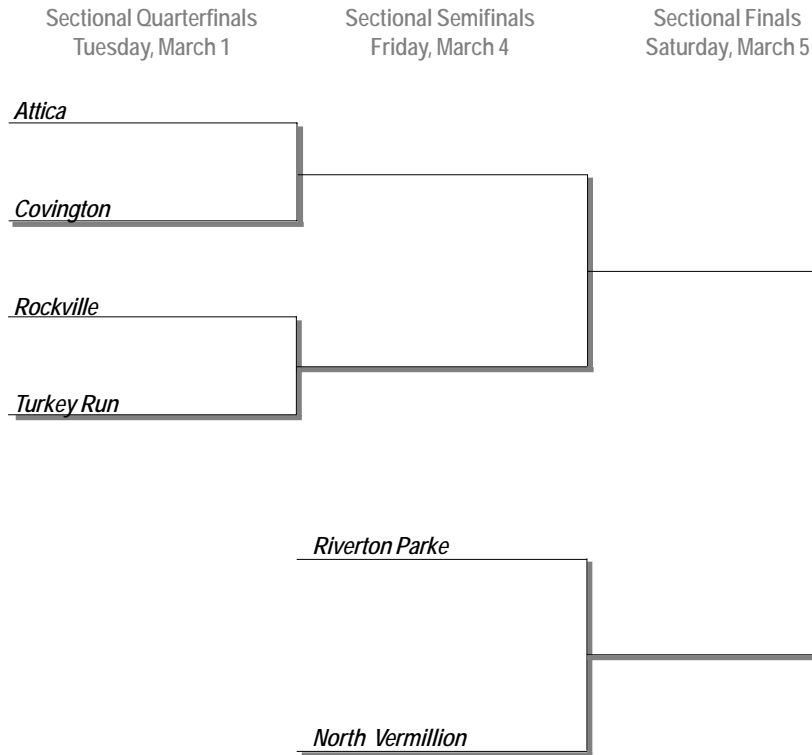 Sectional Quarterfinals
Tuesday, March 1
Sectional Semifinals
Friday, March 4
Sectional Finals
Saturday, March 5
Attica
Covington
Rockville
Turkey Run
Riverton Parke
North Vermillion